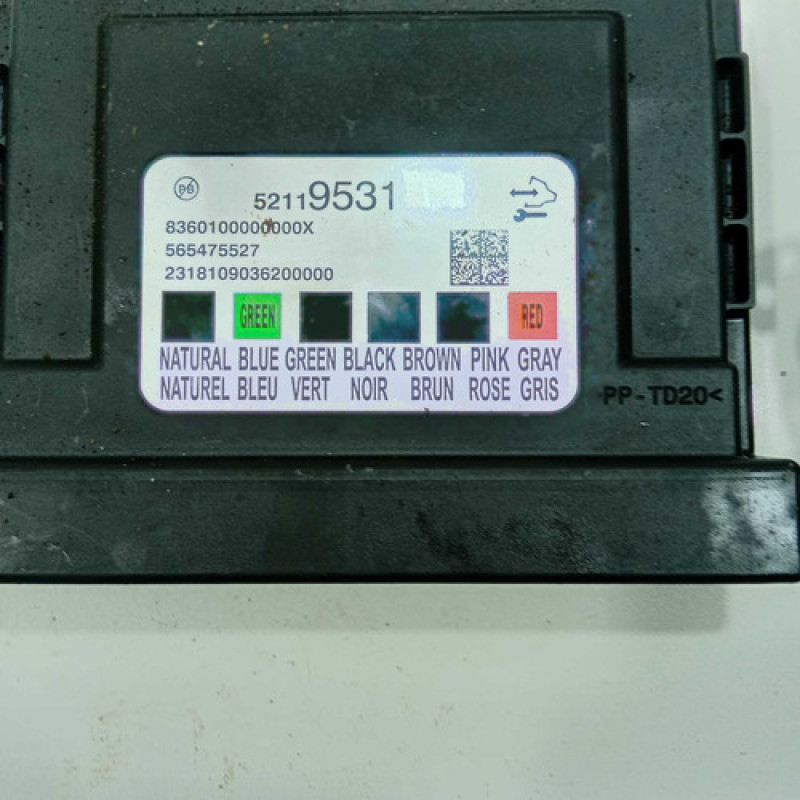 PB
52119531
8360100000000X
565475527
2318109036200000
GREEN RED
NATURAL BLUE GREEN BLACK BROWN PINK GRAY
NATUREL BLEU VERT NOIR BRUN ROSE GRIS
PP-TD20<